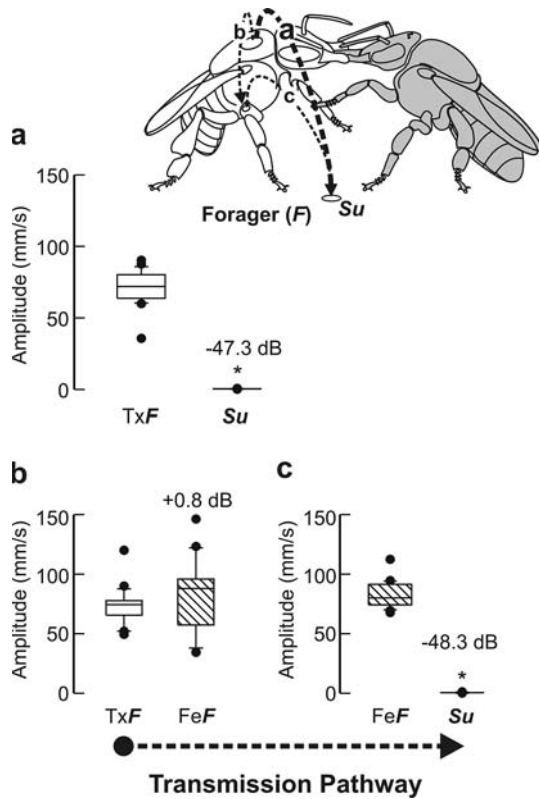 b a
c
a
Forager (F) Su
150
100
50
0
Amplitude (mm/s)
-47.3 dB
*
TxF Su
b c
+0.8 dB
150
100
50
0
Amplitude (mm/s)
TxF FeF
150
100
50
0
Amplitude (mm/s)
-48.3 dB
*
FeF Su
Transmission Pathway